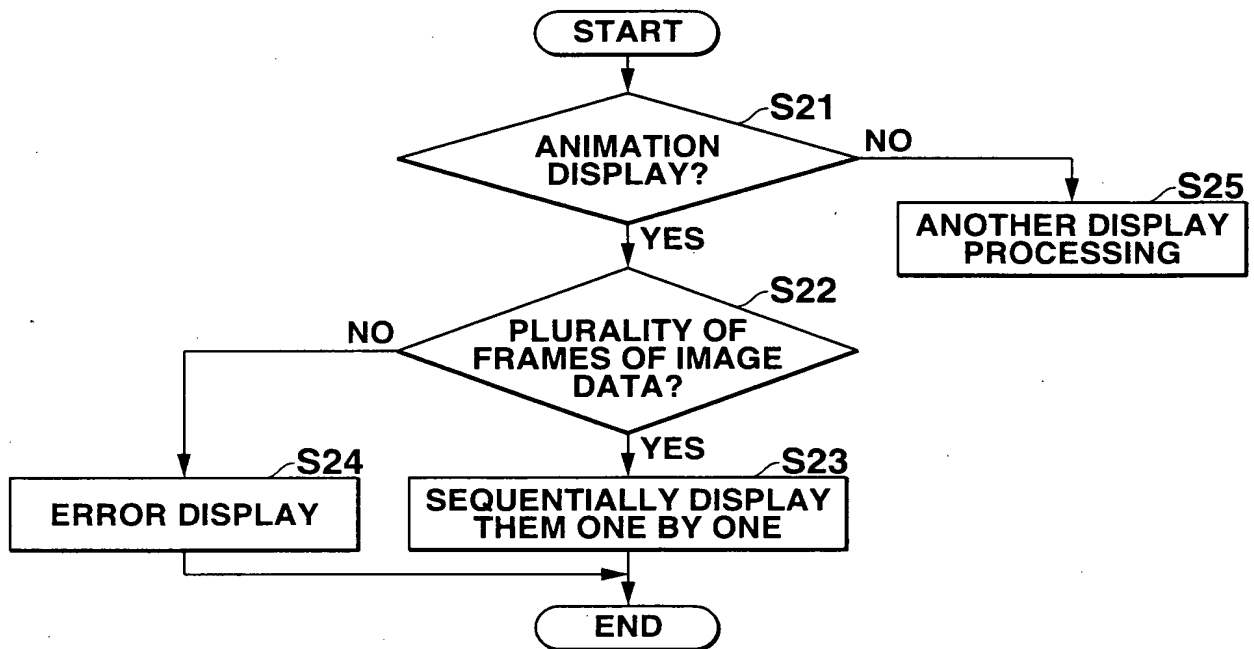 START
S21
ANIMATION
DISPLAY?
NO
S25
ANOTHER DISPLAY
PROCESSING
YES
S22
NO
PLURALITY OF
FRAMES OF IMAGE
DATA?
YES
S24
ERROR DISPLAY
S23
SEQUENTIALLY DISPLAY
THEM ONE BY ONE
END